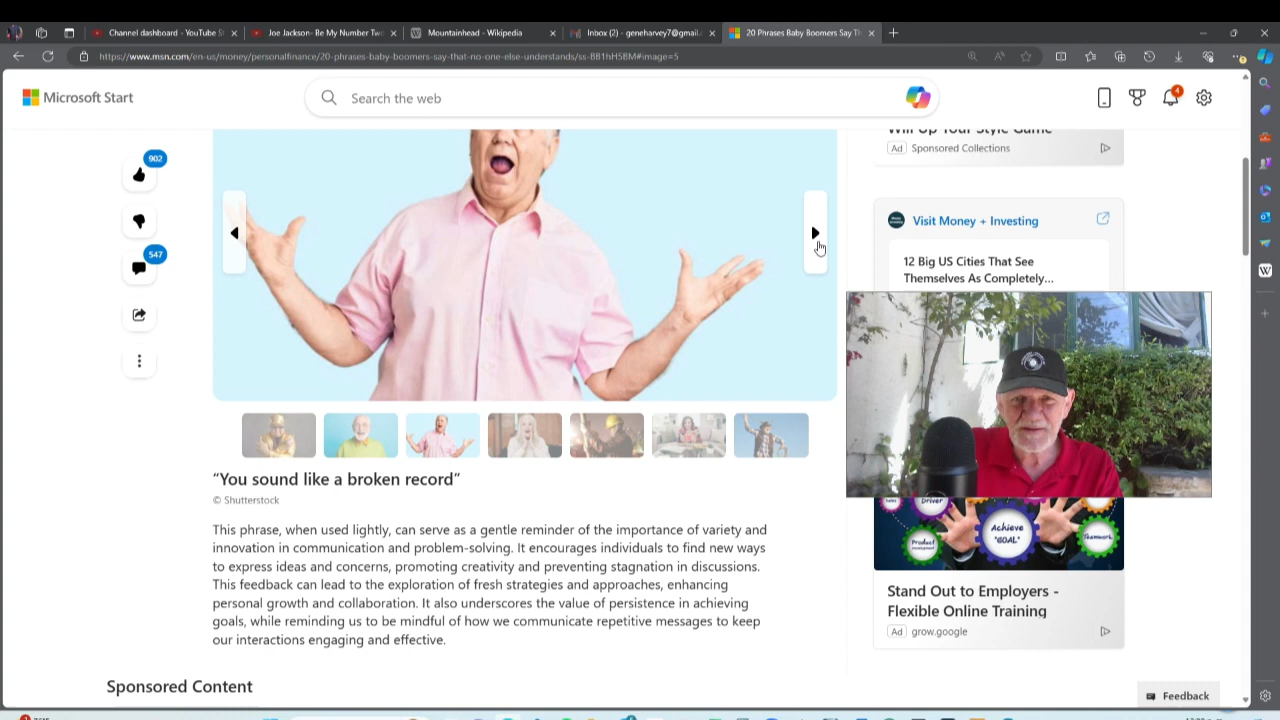 Channel dashboard - YouTube S
Joe Jackson- Be My Number Tw
Mountainhead - Wikipedia
Inbox (2) - geneharvey7@gmail.
20 Phrases Baby Boomers Say Th
https://www.msn.com/en-us/money/personalfinance/20-phrases-baby-boomers-say-that-no-one-else-understands/ss-BB1hH5BM#image=5
Microsoft Start
Search the web
4
Will Up Your Style Game
Ad Sponsored Collections
902
547
Visit Money + Investing
12 Big US Cities That See
Themselves As Completely...
"You sound like a broken record"
© Shutterstock
This phrase, when used lightly, can serve as a gentle reminder of the importance of variety and
innovation in communication and problem-solving. It encourages individuals to find new ways
to express ideas and concerns, promoting creativity and preventing stagnation in discussions.
This feedback can lead to the exploration of fresh strategies and approaches, enhancing
personal growth and collaboration. It also underscores the value of persistence in achieving
goals, while reminding us to be mindful of how we communicate repetitive messages to keep
our interactions engaging and effective.
Driver
Achieve
"GOAL"
Product
Teamwork
Stand Out to Employers -
Flexible Online Training
Ad grow.google
Sponsored Content
Feedback